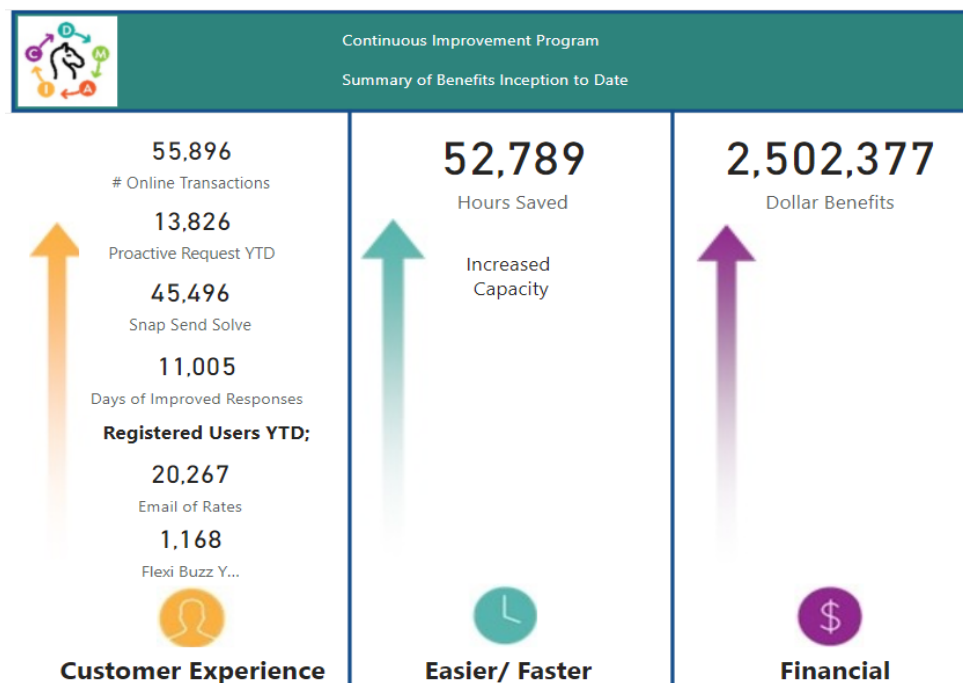 D
C
M
I
A
Continuous Improvement Program
Summary of Benefits Inception to Date
55,896
# Online Transactions
13,826
Proactive Request YTD
45,496
Snap Send Solve
11,005
Days of Improved Responses
Registered Users YTD;
20,267
Email of Rates
1,168
Flexi Buzz Y...
Customer Experience
52,789
Hours Saved
Increased
Capacity
Easier/ Faster
2,502,377
Dollar Benefits
$
Financial